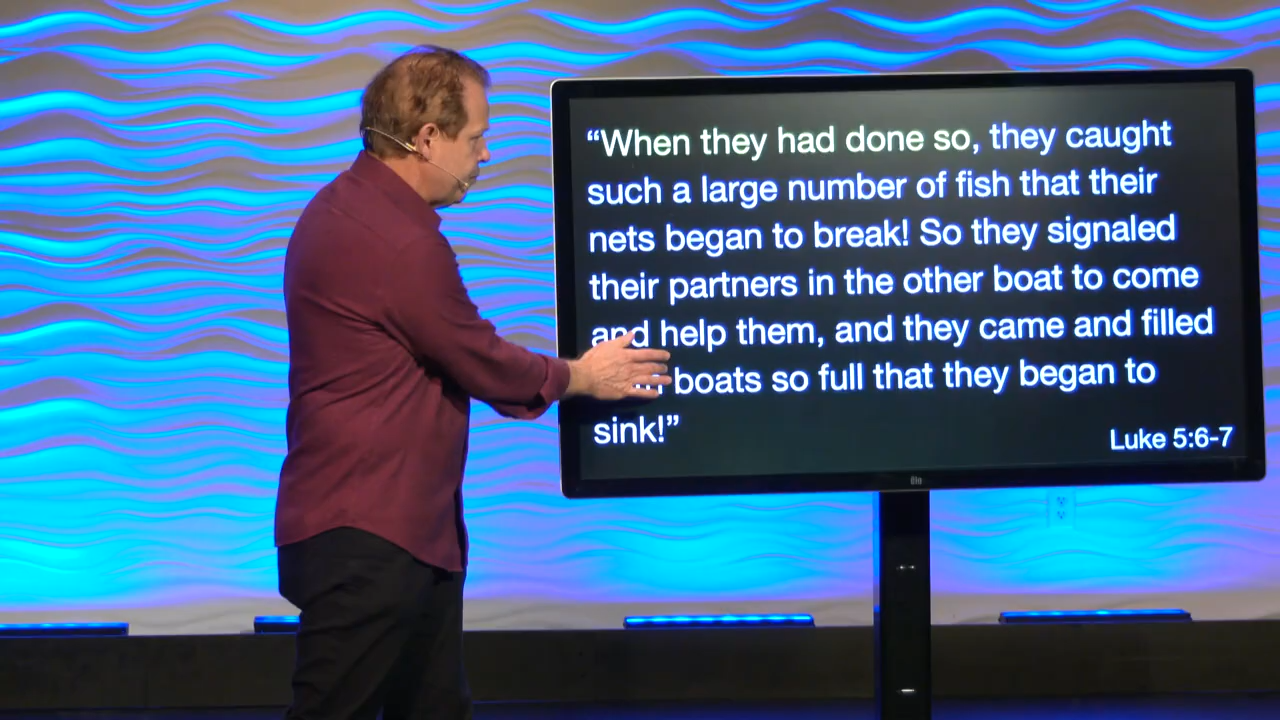 “When they had done so, they caught
such a large number of fish that their
nets began to break! So they signaled
their partners in the other boat to come
and help them, and they came and filled
boats so full that they began to
sink!”
Luke 5:6-7
elo